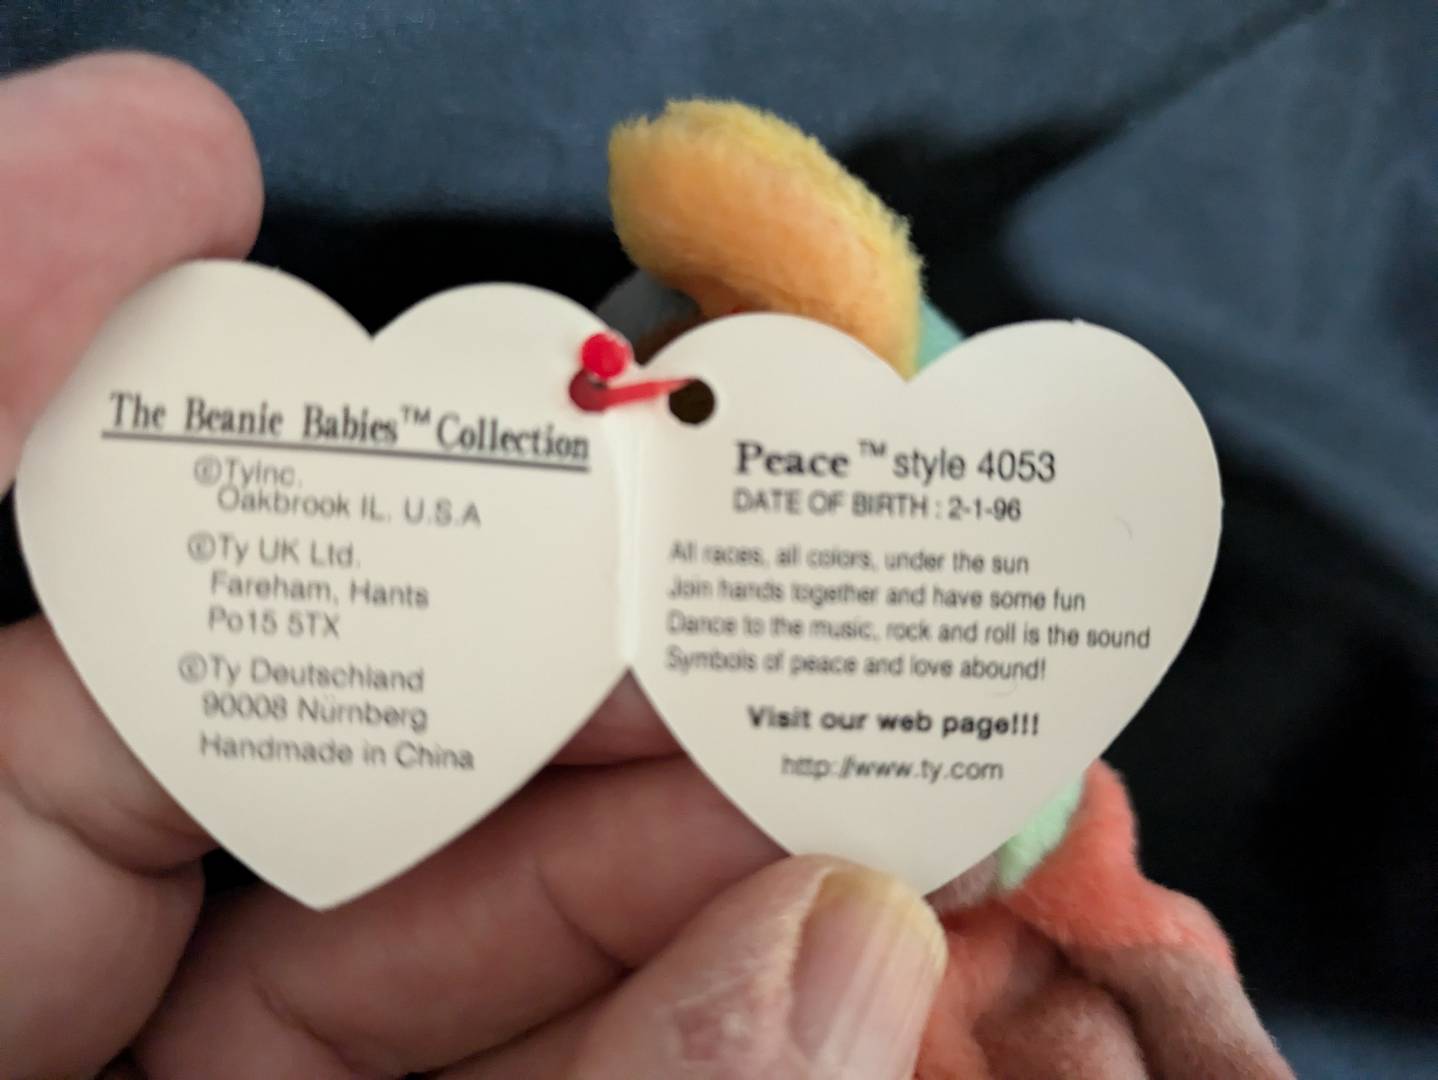 The Beanie Babies™ Collection
©Ty Inc.
Oakbrook IL. U.S.A
©Ty UK Ltd.
Fareham, Hants
Po15 5TX
©Ty Deutschland
90008 Nürnberg
Handmade in China
Peace™ style 4053
DATE OF BIRTH : 2-1-96
All races, all colors, under the sun
Join hands together and have some fun
Dance to the music, rock and roll is the sound
Symbols of peace and love abound!
Visit our web page!!!
http://www.ty.com